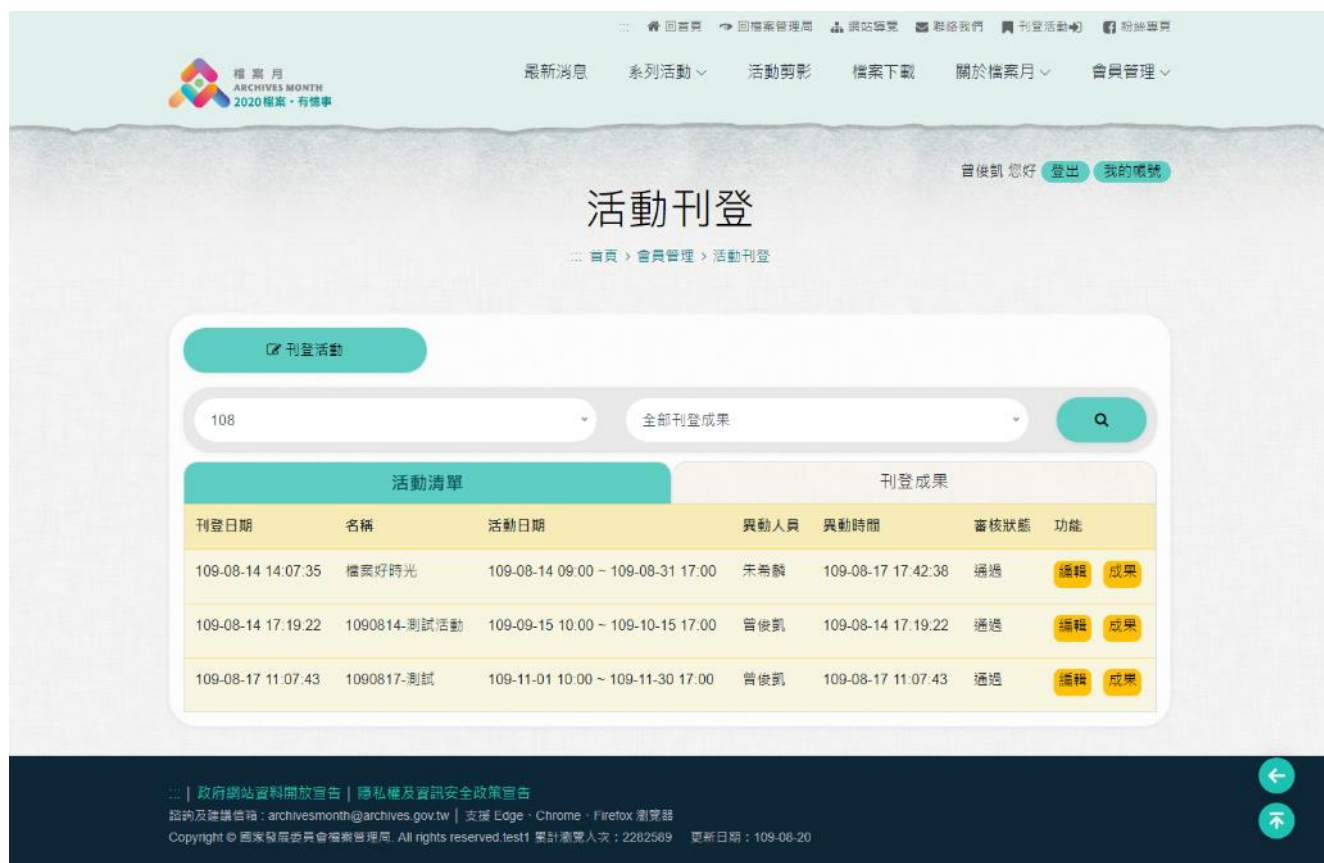 ::: 回首頁 回檔案管理局 網站導覽 聯絡我們 刊登活動 粉絲專頁
檔案月
ARCHIVES MONTH
2020檔案・有憶事
最新消息 系列活動 活動剪影 檔案下載 關於檔案月 會員管理
曾俊凱 您好 登出 我的帳號
活動刊登
::: 首頁 > 會員管理 > 活動刊登
刊登活動
108 全部刊登成果
活動清單 刊登成果
刊登日期 名稱 活動日期 異動人員 異動時間 審核狀態 功能
109-08-14 14:07:35 檔案好時光 109-08-14 09:00 ~ 109-08-31 17:00 朱希麟 109-08-17 17:42:38 通過 編輯 成果
109-08-14 17:19:22 1090814-測試活動 109-09-15 10:00 ~ 109-10-15 17:00 曾俊凱 109-08-14 17:19:22 通過 編輯 成果
109-08-17 11:07:43 1090817-測試 109-11-01 10:00 ~ 109-11-30 17:00 曾俊凱 109-08-17 11:07:43 通過 編輯 成果
::: | 政府網站資料開放宣告 | 隱私權及資訊安全政策宣告
諮詢及建議信箱：archivesmonth@archives.gov.tw | 支援 Edge、Chrome、Firefox 瀏覽器
Copyright © 國家發展委員會檔案管理局. All rights reserved.test1 累計瀏覽人次：2282589 更新日期：109-08-20